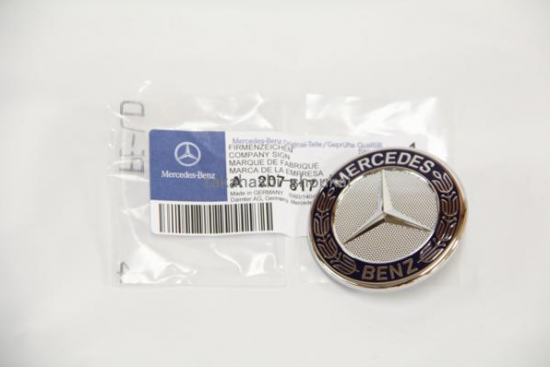 Mercedes-Benz
Mercedes-Benz Original-Teile/Geprüfte Qualität
FIRMENZEICHEN
COMPANY SIGN
MARQUE DE FABRIQUE
MARCA DE LA EMPRESA
A 207 817
Made in GERMANY
Daimler AG, Germany, Mercedes
MERCEDES
BENZ